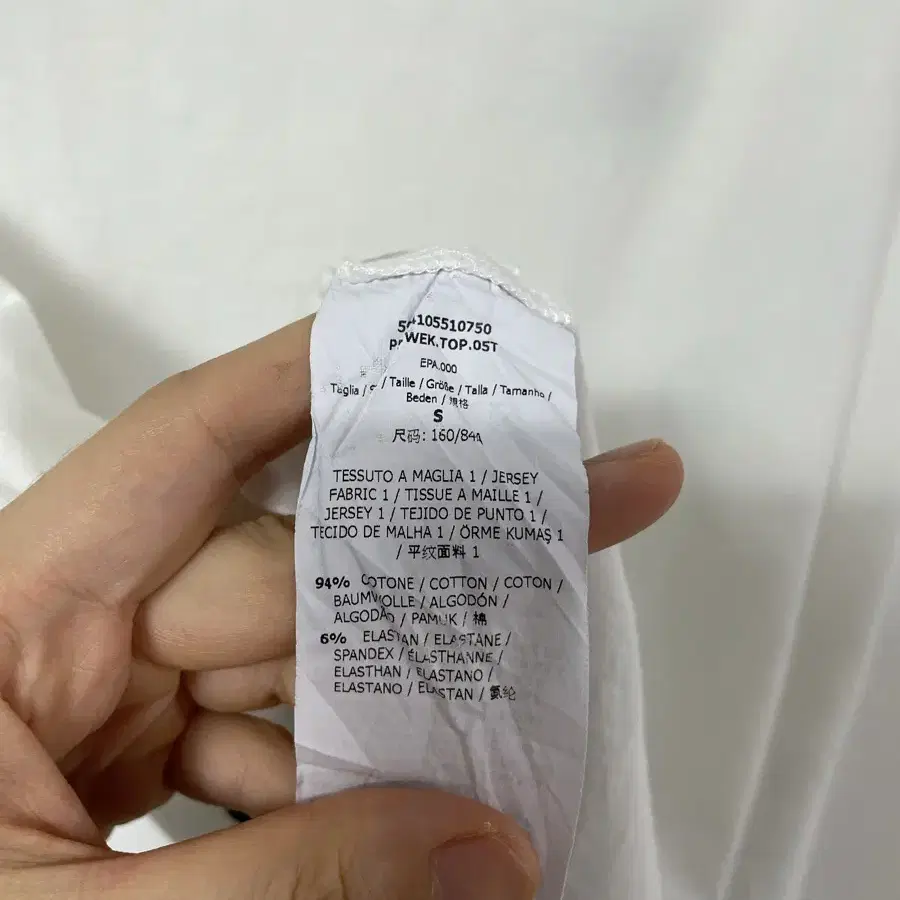 105510750
WEK.TOP.05T
EPA.000
Taglia / / Taille / Größe / Talla / Tamanho /
Beden / 規格
S
尺码: 160/84A
TESSUTO A MAGLIA 1 / JERSEY
FABRIC 1 / TISSUE A MAILLE 1 /
JERSEY 1 / TEJIDO DE PUNTO 1 /
TECIDO DE MALHA 1 / ÖRME KUMAŞ 1
/ 平纹面料 1
94% COTONE / COTTON / COTON /
BAUMWOLLE / ALGODÓN /
ALGODÃO / PAMUK / 棉
6% ELASTAN / ELASTANE /
SPANDEX / ÉLASTHANNE /
ELASTHAN / ELASTANO /
ELASTANO / ELASTAN / 氨纶